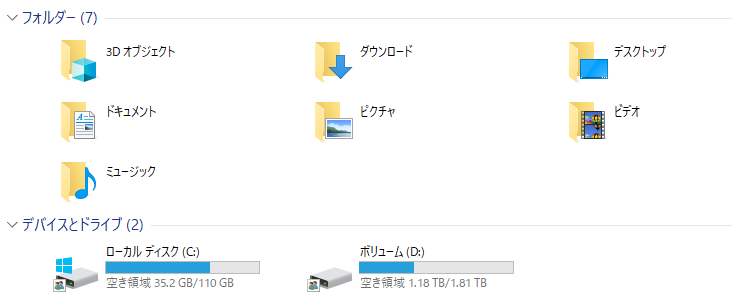 フォルダー (7)
3D オブジェクト
ダウンロード
デスクトップ
ドキュメント
ピクチャ
ビデオ
ミュージック
デバイスとドライブ (2)
ローカル ディスク (C:)
空き領域 35.2 GB/110 GB
ボリューム (D:)
空き領域 1.18 TB/1.81 TB